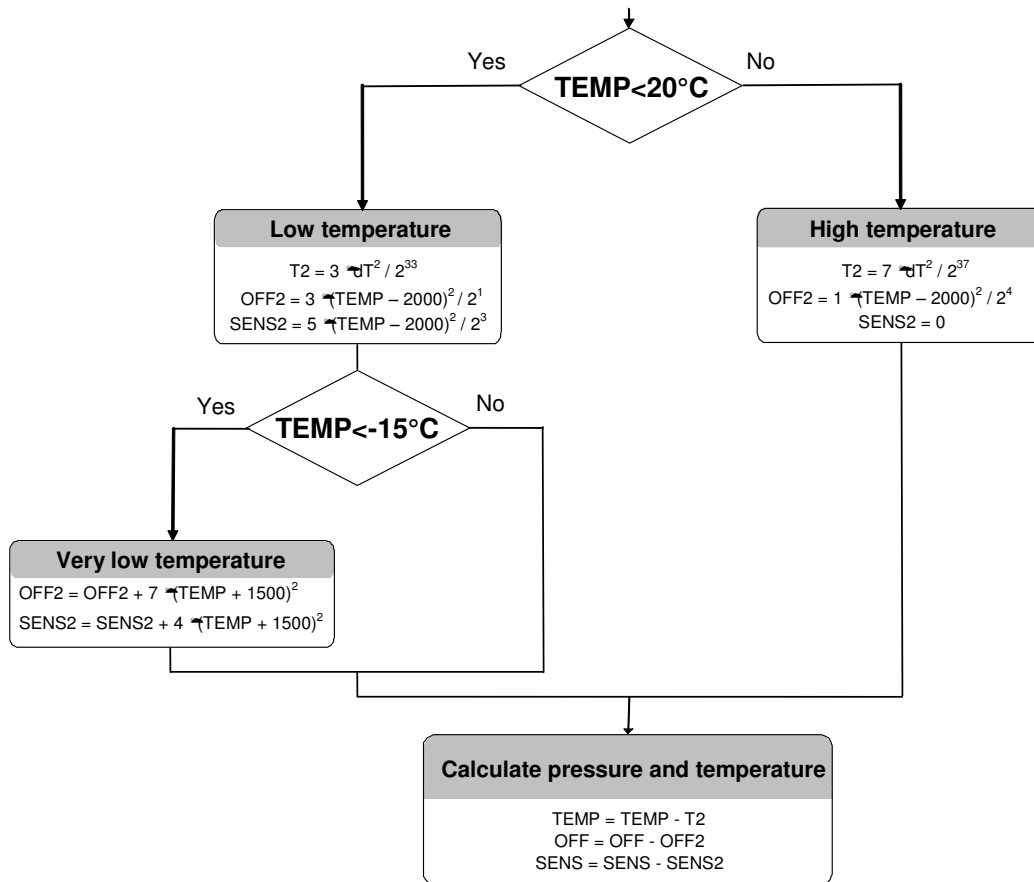 Yes
No
TEMP<20°C
Low temperature
T2 = 3 dT² / 2³³
OFF2 = 3 (TEMP – 2000)² / 2¹
SENS2 = 5 (TEMP – 2000)² / 2³
High temperature
T2 = 7 dT² / 2³⁷
OFF2 = 1 (TEMP – 2000)² / 2⁴
SENS2 = 0
Yes
No
TEMP<-15°C
Very low temperature
OFF2 = OFF2 + 7 (TEMP + 1500)²
SENS2 = SENS2 + 4 (TEMP + 1500)²
Calculate pressure and temperature
TEMP = TEMP - T2
OFF = OFF - OFF2
SENS = SENS - SENS2